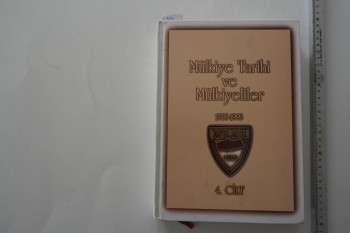 Mülkiye Tarihi
ve
Mülkiyeliler
4. Cilt